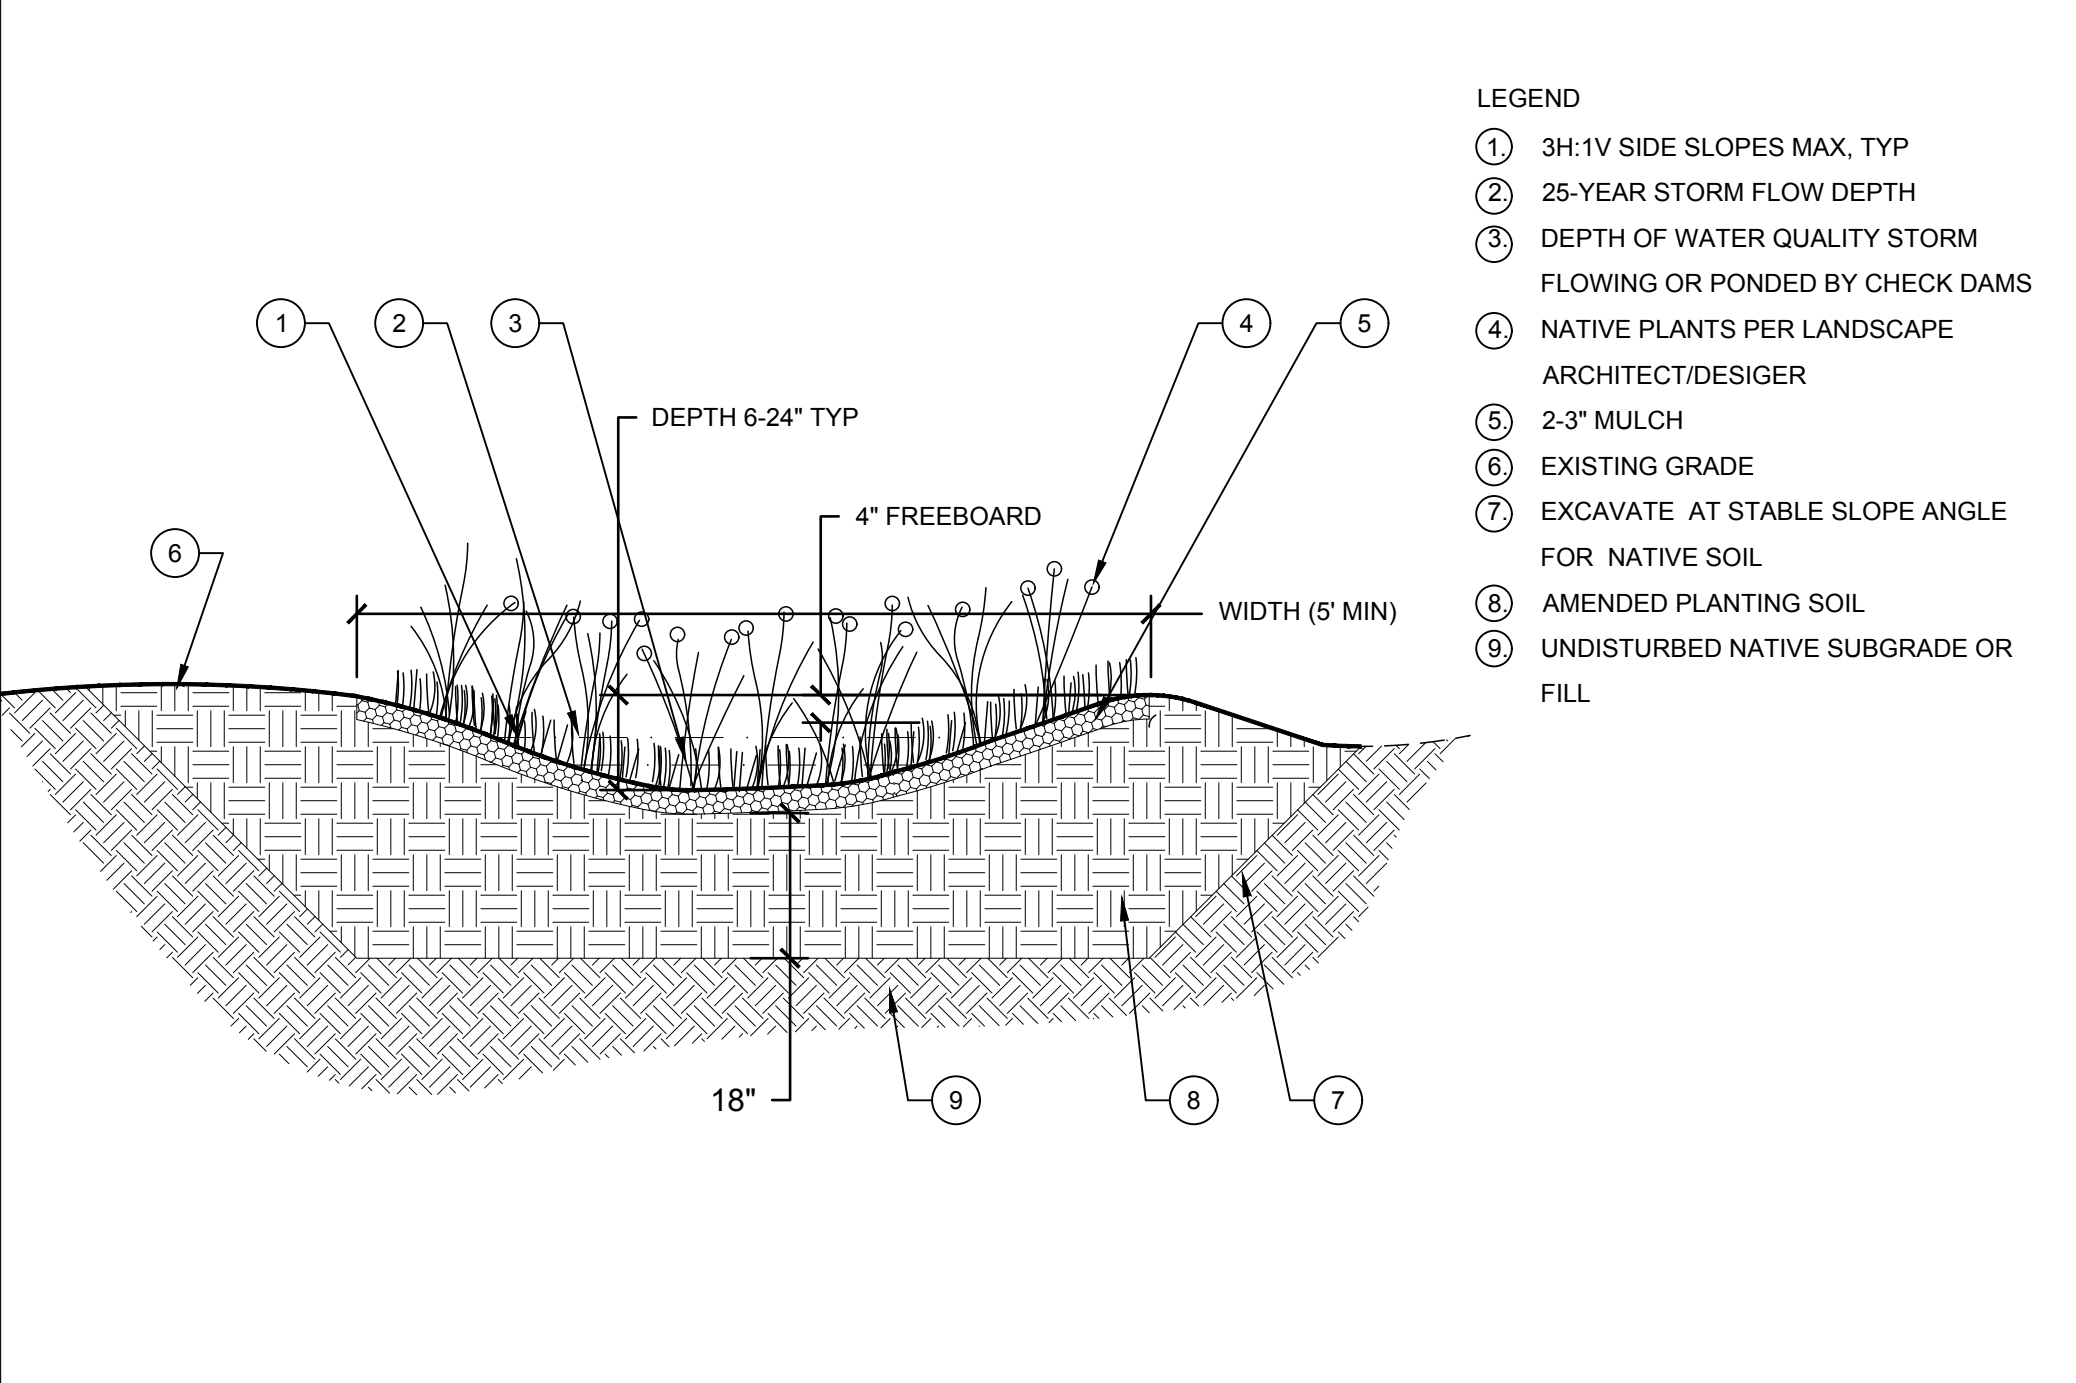 LEGEND
1. 3H:1V SIDE SLOPES MAX, TYP
2. 25-YEAR STORM FLOW DEPTH
3. DEPTH OF WATER QUALITY STORM
FLOWING OR PONDED BY CHECK DAMS
4. NATIVE PLANTS PER LANDSCAPE
ARCHITECT/DESIGER
5. 2-3" MULCH
6. EXISTING GRADE
7. EXCAVATE AT STABLE SLOPE ANGLE
FOR NATIVE SOIL
8. AMENDED PLANTING SOIL
9. UNDISTURBED NATIVE SUBGRADE OR
FILL
1 2 3 4 5
DEPTH 6-24" TYP
4" FREEBOARD
6
WIDTH (5' MIN)
18" 9 8 7